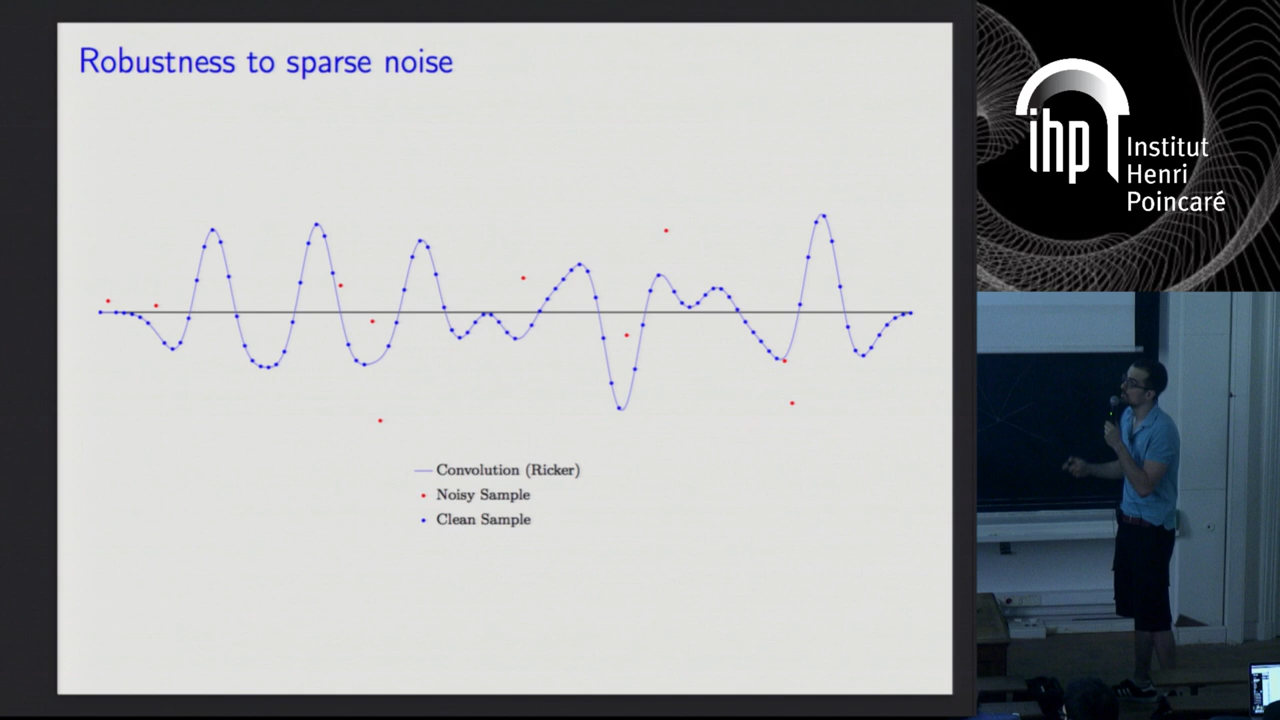 Robustness to sparse noise
Convolution (Ricker)
Noisy Sample
Clean Sample
ihp
Institut
Henri
Poincaré